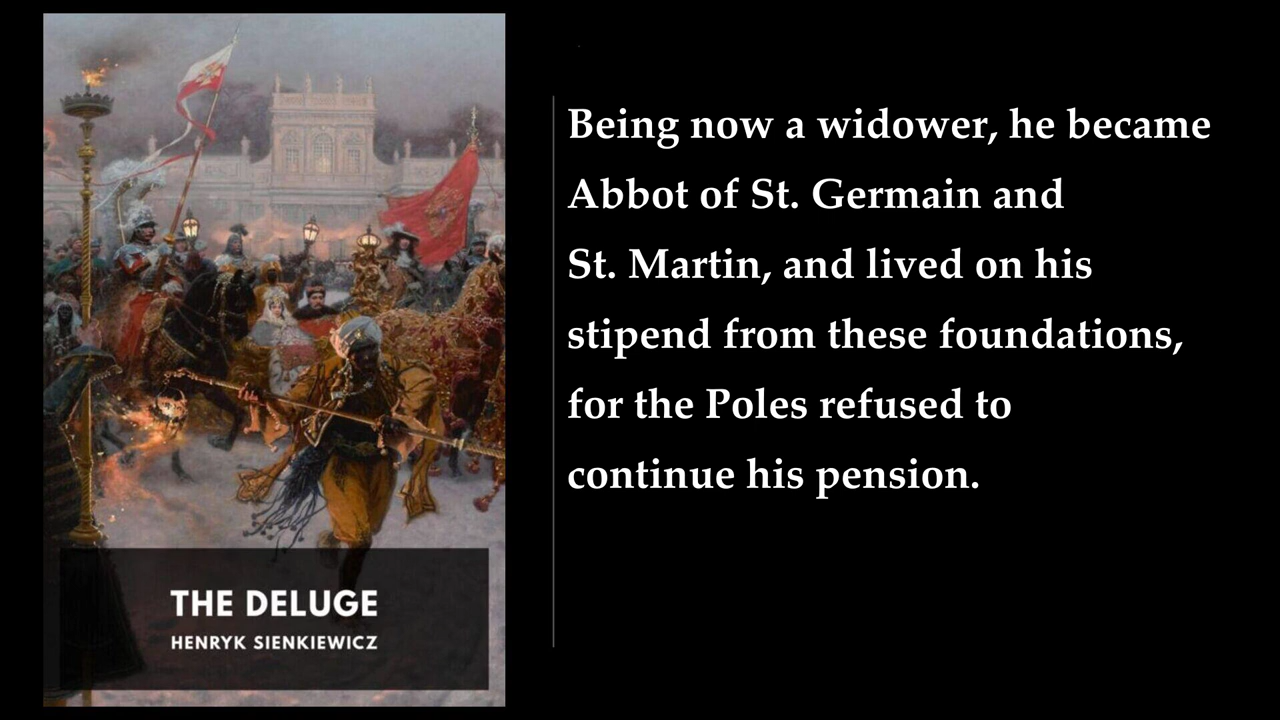 Being now a widower, he became
Abbot of St. Germain and
St. Martin, and lived on his
stipend from these foundations,
for the Poles refused to
continue his pension.
THE DELUGE
HENRYK SIENKIEWICZ